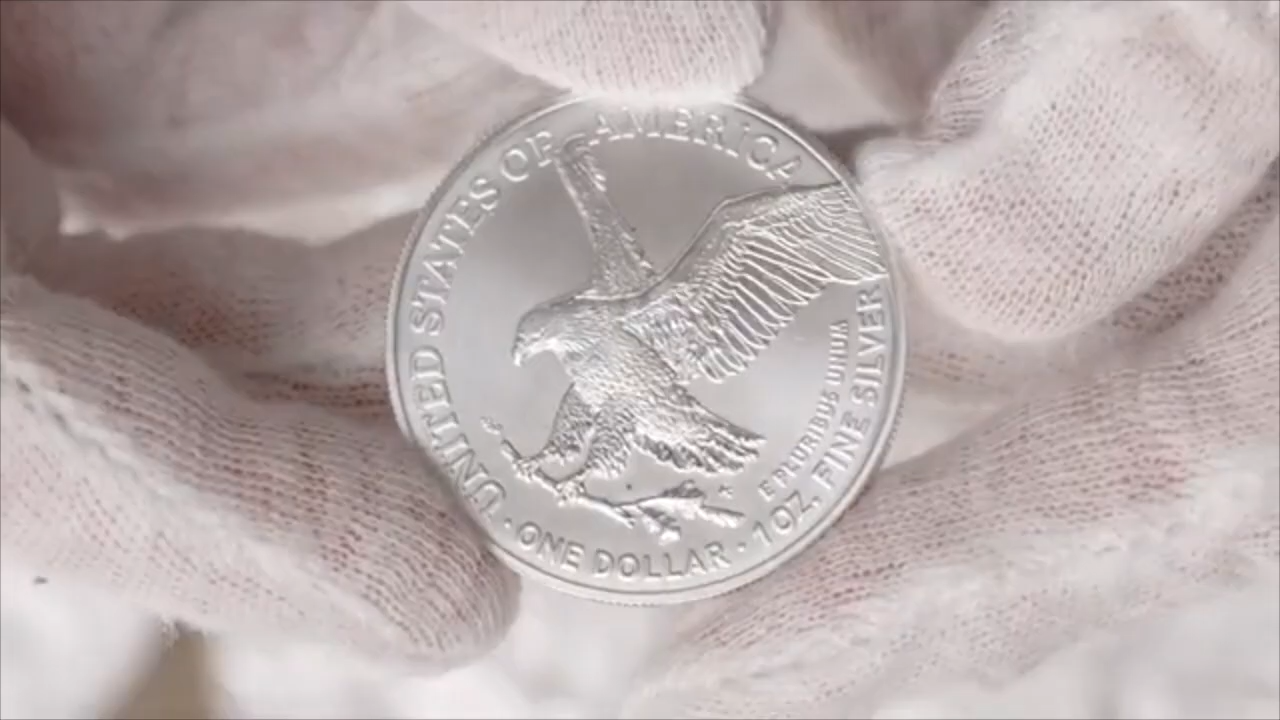 UNITED STATES OF AMERICA
E PLURIBUS UNUM
· ONE DOLLAR · 1 OZ. FINE SILVER